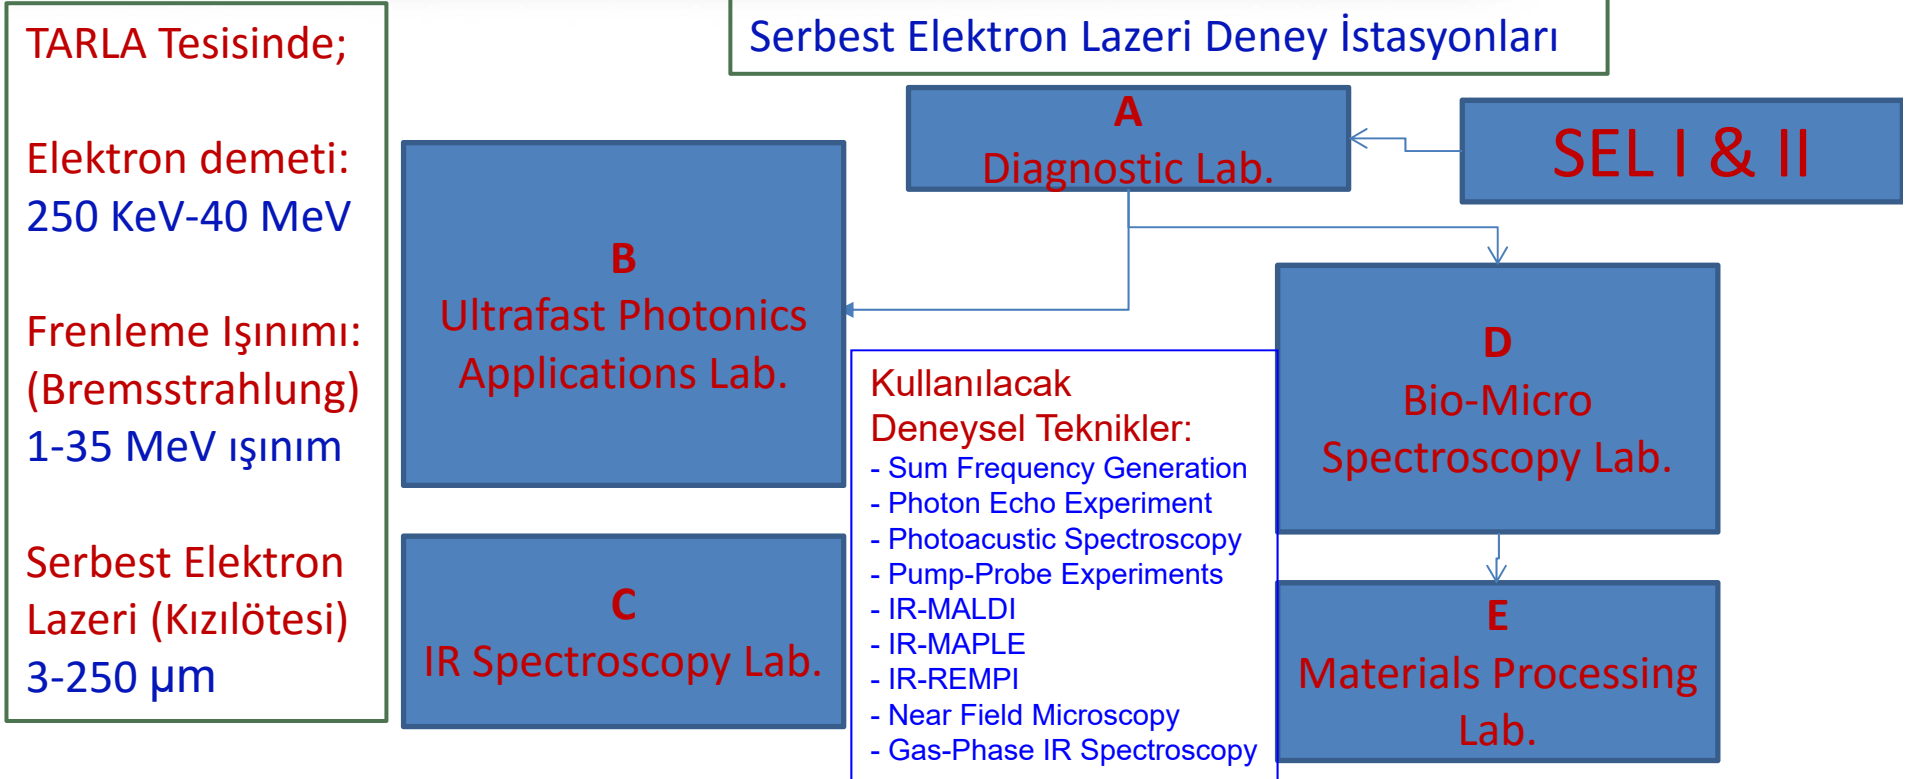 TARLA Tesisinde;
Elektron demeti:
250 KeV-40 MeV
Frenleme Işınımı:
(Bremsstrahlung)
1-35 MeV ışınım
Serbest Elektron
Lazeri (Kızılötesi)
3-250 µm
Serbest Elektron Lazeri Deney İstasyonları
A
Diagnostic Lab.
SEL I & II
B
Ultrafast Photonics
Applications Lab.
C
IR Spectroscopy Lab.
Kullanılacak
Deneysel Teknikler:
- Sum Frequency Generation
- Photon Echo Experiment
- Photoacustic Spectroscopy
- Pump-Probe Experiments
- IR-MALDI
- IR-MAPLE
- IR-REMPI
- Near Field Microscopy
- Gas-Phase IR Spectroscopy
D
Bio-Micro
Spectroscopy Lab.
E
Materials Processing
Lab.